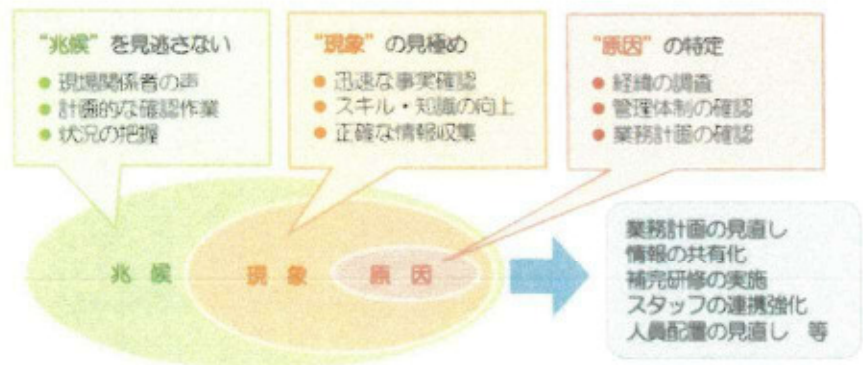 "兆候"を見逃さない
● 現場関係者の声
● 計画的な確認作業
● 状況の把握
"現象"の見極め
● 迅速な事実確認
● スキル・知識の向上
● 正確な情報収集
"原因"の特定
● 経緯の調査
● 管理体制の確認
● 業務計画の確認
兆候
現象
原因
業務計画の見直し
情報の共有化
補完研修の実施
スタッフの連携強化
人員配置の見直し 等